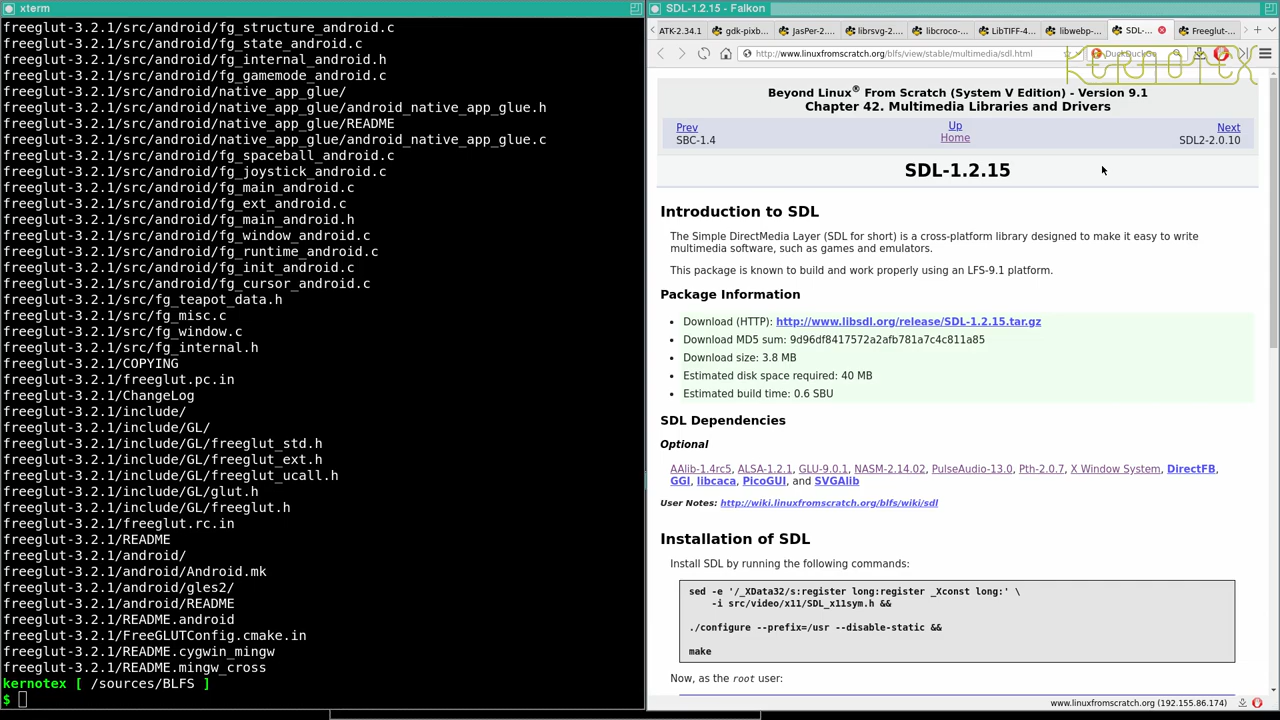 xterm
freeglut-3.2.1/src/android/fg_structure_android.c
freeglut-3.2.1/src/android/fg_state_android.c
freeglut-3.2.1/src/android/fg_internal_android.h
freeglut-3.2.1/src/android/fg_gamemode_android.c
freeglut-3.2.1/src/android/native_app_glue/
freeglut-3.2.1/src/android/native_app_glue/android_native_app_glue.h
freeglut-3.2.1/src/android/native_app_glue/README
freeglut-3.2.1/src/android/native_app_glue/android_native_app_glue.c
freeglut-3.2.1/src/android/fg_spaceball_android.c
freeglut-3.2.1/src/android/fg_joystick_android.c
freeglut-3.2.1/src/android/fg_main_android.c
freeglut-3.2.1/src/android/fg_ext_android.c
freeglut-3.2.1/src/android/fg_main_android.h
freeglut-3.2.1/src/android/fg_window_android.c
freeglut-3.2.1/src/android/fg_runtime_android.c
freeglut-3.2.1/src/android/fg_init_android.c
freeglut-3.2.1/src/android/fg_cursor_android.c
freeglut-3.2.1/src/fg_teapot_data.h
freeglut-3.2.1/src/fg_misc.c
freeglut-3.2.1/src/fg_window.c
freeglut-3.2.1/src/fg_internal.h
freeglut-3.2.1/COPYING
freeglut-3.2.1/freeglut.pc.in
freeglut-3.2.1/ChangeLog
freeglut-3.2.1/include/
freeglut-3.2.1/include/GL/
freeglut-3.2.1/include/GL/freeglut_std.h
freeglut-3.2.1/include/GL/freeglut_ext.h
freeglut-3.2.1/include/GL/freeglut_ucall.h
freeglut-3.2.1/include/GL/glut.h
freeglut-3.2.1/include/GL/freeglut.h
freeglut-3.2.1/freeglut.rc.in
freeglut-3.2.1/README
freeglut-3.2.1/android/
freeglut-3.2.1/android/Android.mk
freeglut-3.2.1/android/gles2/
freeglut-3.2.1/android/README
freeglut-3.2.1/README.android
freeglut-3.2.1/FreeGLUTConfig.cmake.in
freeglut-3.2.1/README.cygwin_mingw
freeglut-3.2.1/README.mingw_cross
kernotex [ /sources/BLFS ]
$
SDL-1.2.15 - Falkon
ATK-2.34.1 gdk-pixb... JasPer-2.... librsvg-2... libcroco-... LibTIFF-4... libwebp-... SDL-... Freeglut-...
http://www.linuxfromscratch.org/blfs/view/stable/multimedia/sdl.html DuckDuckGo
KERNOTEX
Beyond Linux® From Scratch (System V Edition) - Version 9.1
Chapter 42. Multimedia Libraries and Drivers
Prev Up Next
SBC-1.4 Home SDL2-2.0.10
SDL-1.2.15
Introduction to SDL
The Simple DirectMedia Layer (SDL for short) is a cross-platform library designed to make it easy to write
multimedia software, such as games and emulators.
This package is known to build and work properly using an LFS-9.1 platform.
Package Information
• Download (HTTP): http://www.libsdl.org/release/SDL-1.2.15.tar.gz
• Download MD5 sum: 9d96df8417572a2afb781a7c4c811a85
• Download size: 3.8 MB
• Estimated disk space required: 40 MB
• Estimated build time: 0.6 SBU
SDL Dependencies
Optional
AAlib-1.4rc5, ALSA-1.2.1, GLU-9.0.1, NASM-2.14.02, PulseAudio-13.0, Pth-2.0.7, X Window System, DirectFB,
GGI, libcaca, PicoGUI, and SVGAlib
User Notes: http://wiki.linuxfromscratch.org/blfs/wiki/sdl
Installation of SDL
Install SDL by running the following commands:
sed -e '/_XData32/s:register long:register _Xconst long:' \
-i src/video/x11/SDL_x11sym.h &&
./configure --prefix=/usr --disable-static &&
make
Now, as the root user:
www.linuxfromscratch.org (192.155.86.174)